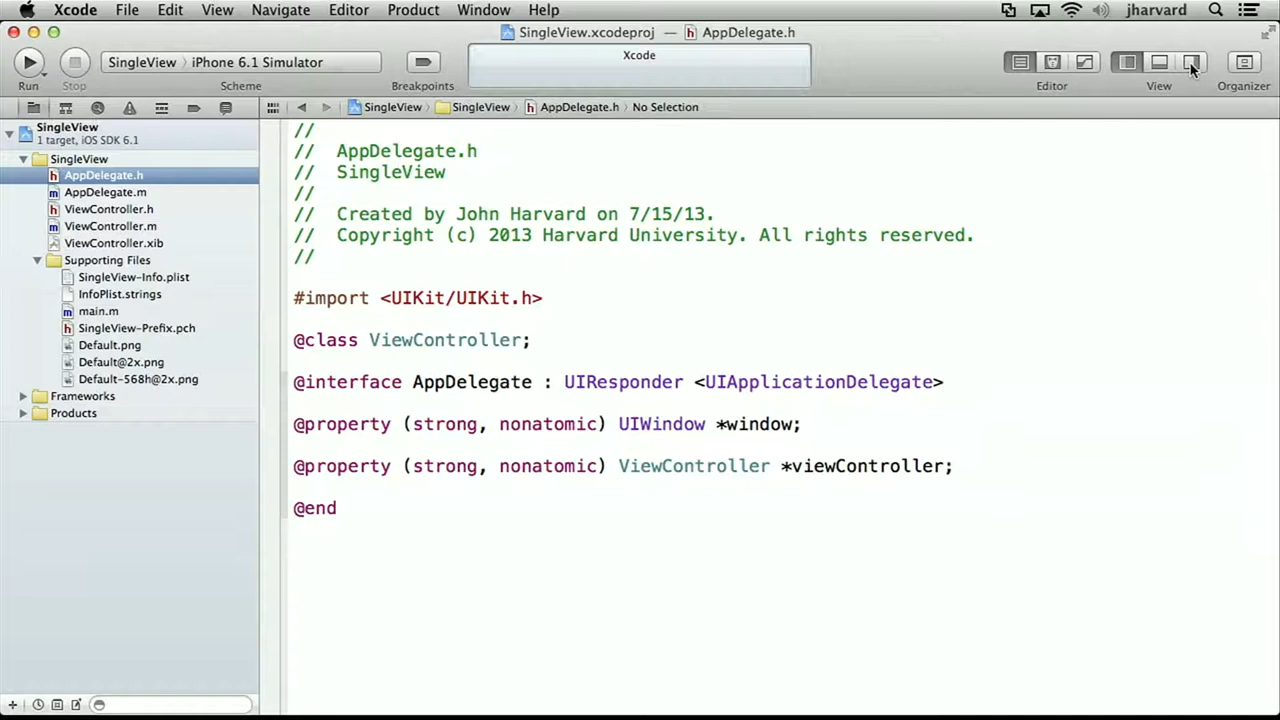 Xcode File Edit View Navigate Editor Product Window Help jharvard
SingleView.xcodeproj — AppDelegate.h
SingleView › iPhone 6.1 Simulator
Xcode
Run Stop Scheme Breakpoints Editor View Organizer
SingleView
1 target, iOS SDK 6.1
SingleView
AppDelegate.h
AppDelegate.m
ViewController.h
ViewController.m
ViewController.xib
Supporting Files
SingleView-Info.plist
InfoPlist.strings
main.m
SingleView-Prefix.pch
Default.png
Default@2x.png
Default-568h@2x.png
Frameworks
Products
SingleView › SingleView › AppDelegate.h › No Selection
//
// AppDelegate.h
// SingleView
//
// Created by John Harvard on 7/15/13.
// Copyright (c) 2013 Harvard University. All rights reserved.
//
#import <UIKit/UIKit.h>
@class ViewController;
@interface AppDelegate : UIResponder <UIApplicationDelegate>
@property (strong, nonatomic) UIWindow *window;
@property (strong, nonatomic) ViewController *viewController;
@end